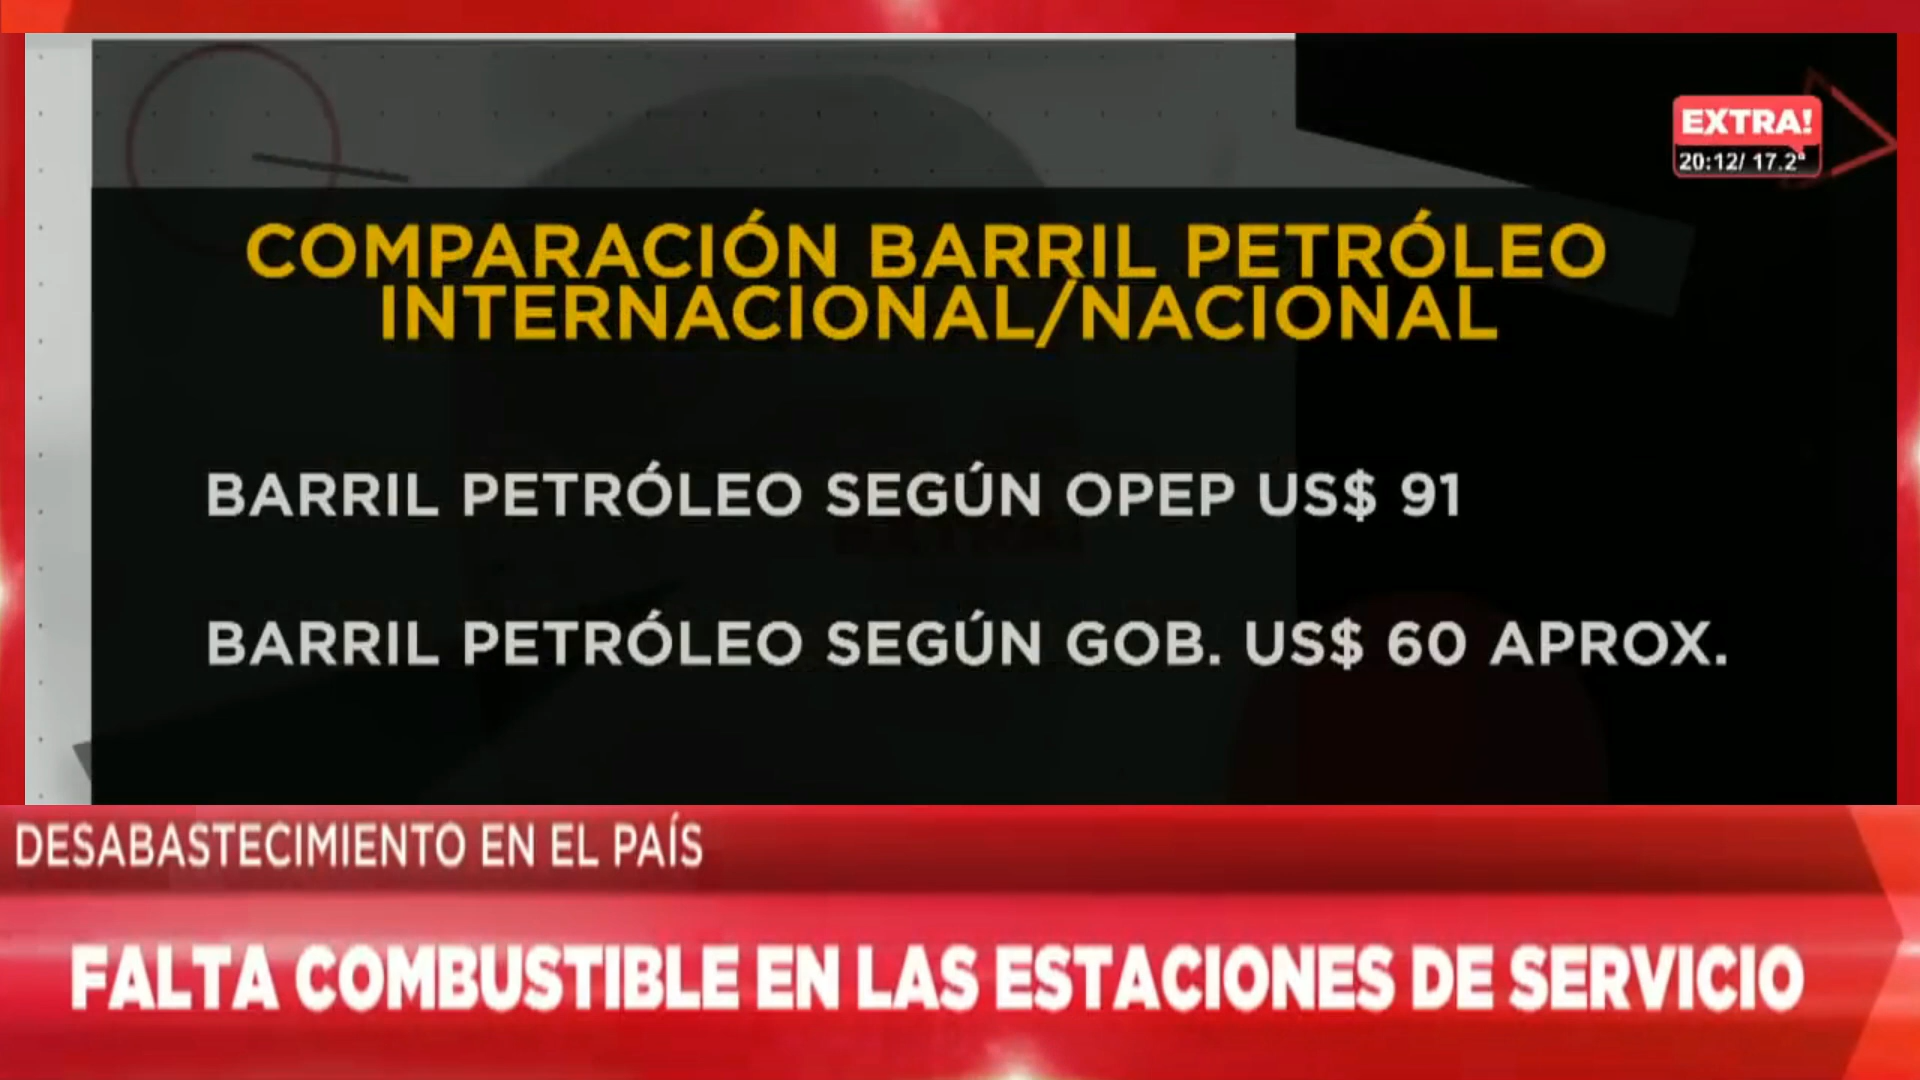 EXTRA!
20:12/ 17.2°
COMPARACIÓN BARRIL PETRÓLEO
INTERNACIONAL/NACIONAL
BARRIL PETRÓLEO SEGÚN OPEP US$ 91
BARRIL PETRÓLEO SEGÚN GOB. US$ 60 APROX.
DESABASTECIMIENTO EN EL PAÍS
FALTA COMBUSTIBLE EN LAS ESTACIONES DE SERVICIO